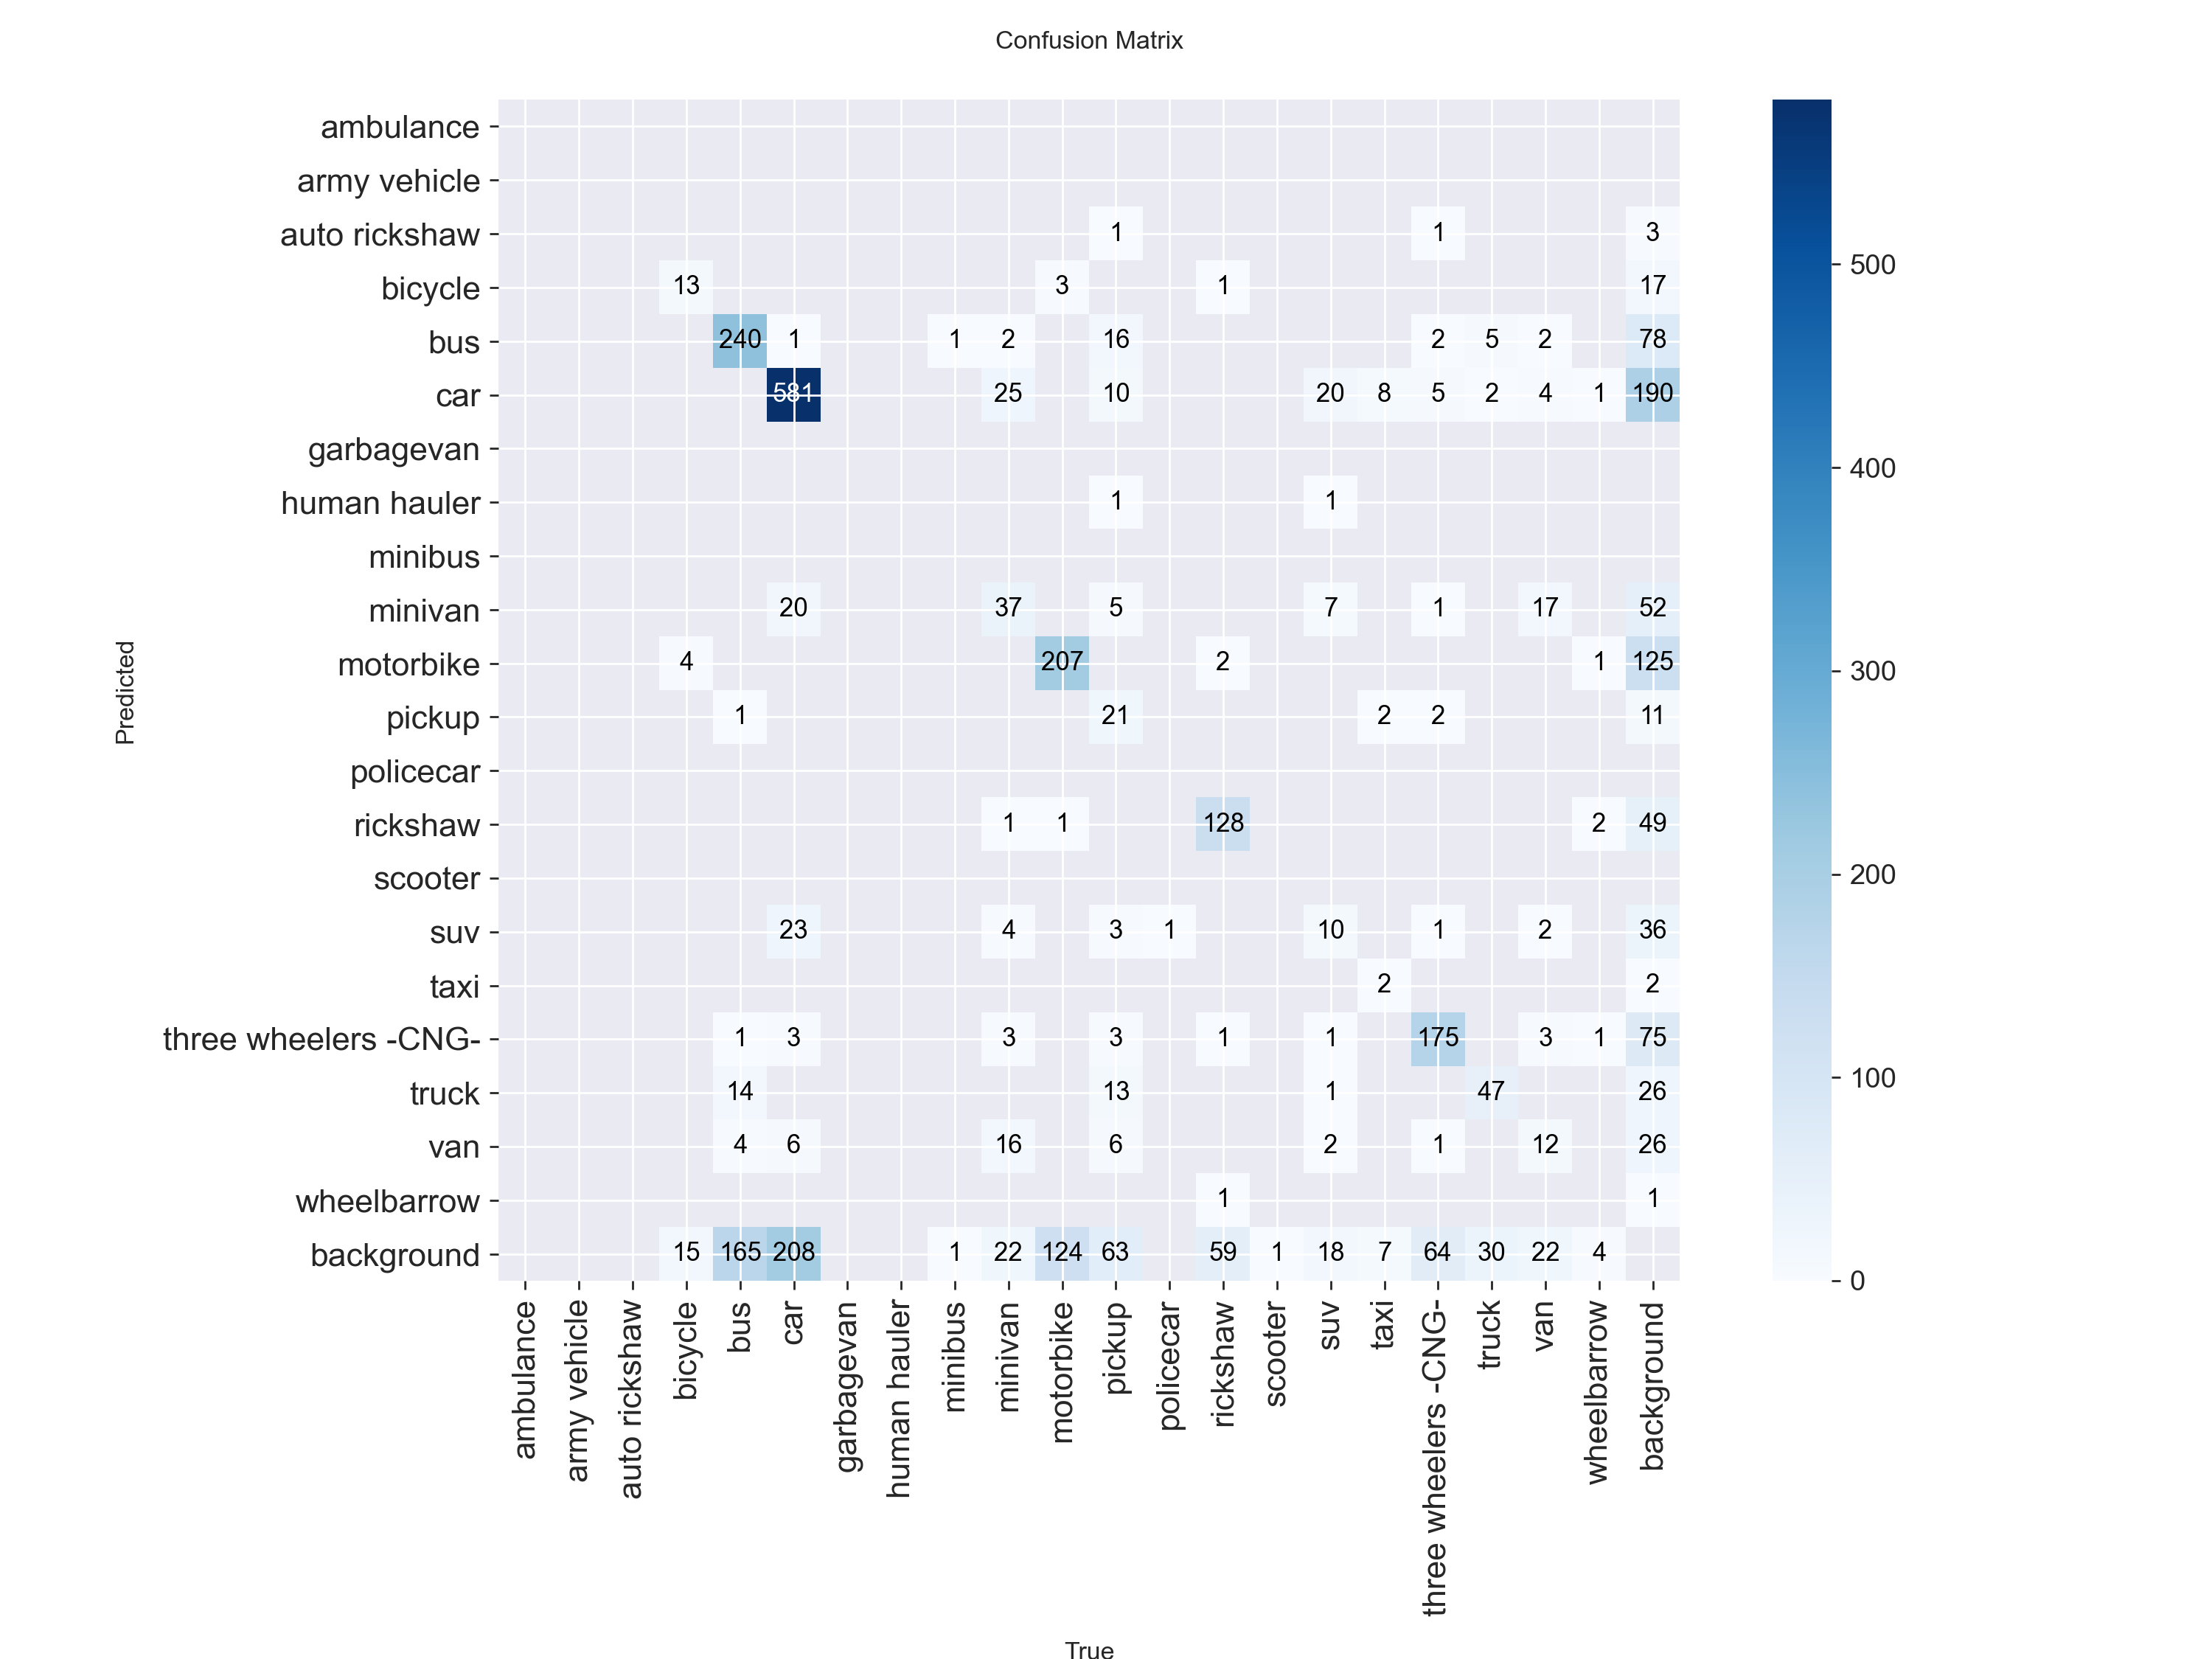 Confusion Matrix
ambulance
army vehicle
auto rickshaw 1 1 3
bicycle 13 3 1 17
bus 240 1 1 2 16 2 5 2 78
car 581 25 10 20 8 5 2 4 1 190
garbagevan
human hauler 1 1
minibus
minivan 20 37 5 7 1 17 52
motorbike 4 207 2 1 125
pickup 1 21 2 2 11
policecar
rickshaw 1 1 128 2 49
scooter
suv 23 4 3 1 10 1 2 36
taxi 2 2
three wheelers -CNG- 1 3 3 3 1 1 175 3 1 75
truck 14 13 1 47 26
van 4 6 16 6 2 1 12 26
wheelbarrow 1 1
background 15 165 208 1 22 124 63 59 1 18 7 64 30 22 4
Predicted
ambulance
army vehicle
auto rickshaw
bicycle
bus
car
garbagevan
human hauler
minibus
minivan
motorbike
pickup
policecar
rickshaw
scooter
suv
taxi
three wheelers -CNG-
truck
van
wheelbarrow
background
True
500
400
300
200
100
0